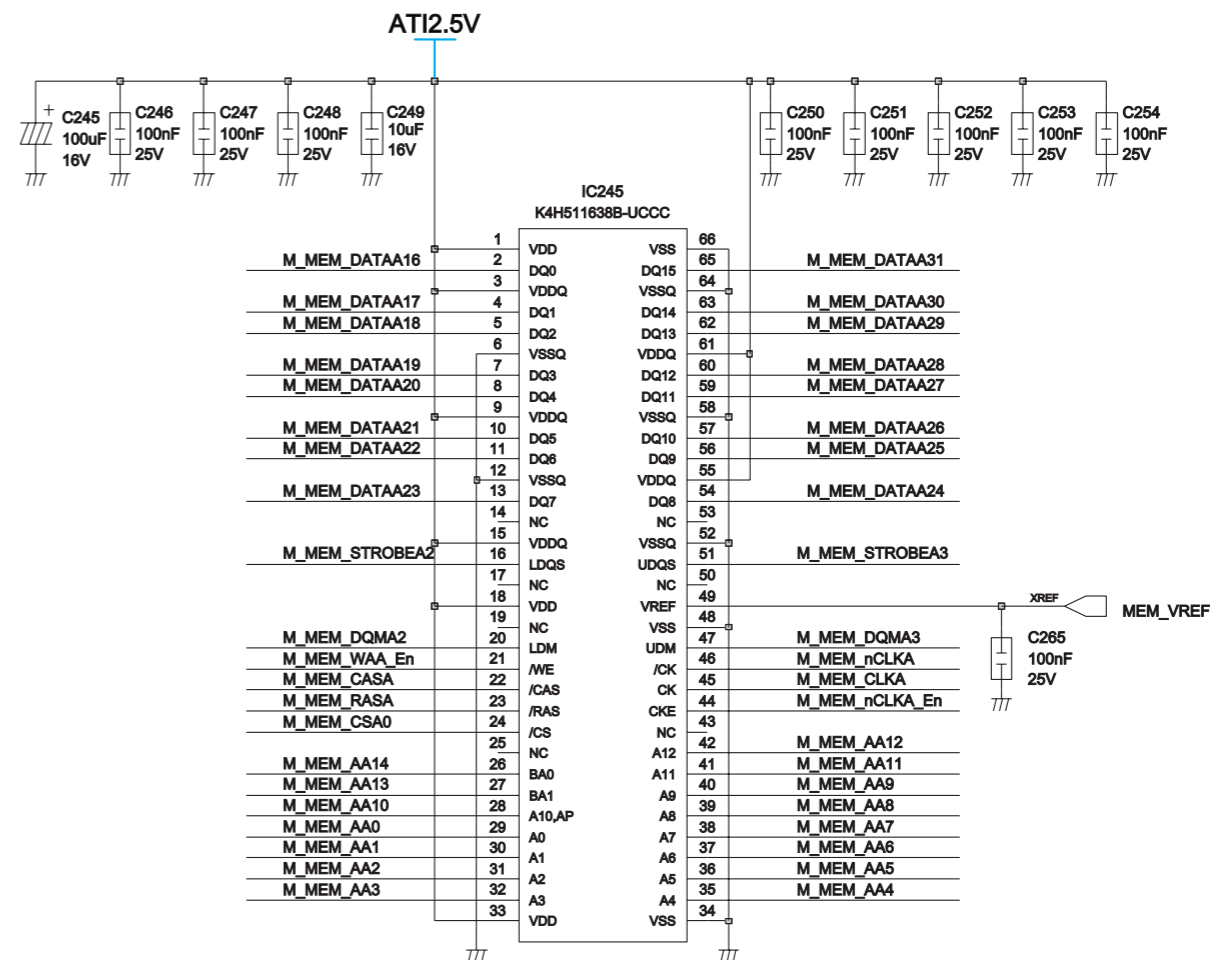 ATI2.5V
+
C245
100uF
16V
C246
100nF
25V
C247
100nF
25V
C248
100nF
25V
C249
10uF
16V
C250
100nF
25V
C251
100nF
25V
C252
100nF
25V
C253
100nF
25V
C254
100nF
25V
IC245
K4H511638B-UCCC
1 VDD VSS 66
M_MEM_DATAA16 2 DQ0 DQ15 65 M_MEM_DATAA31
3 VDDQ VSSQ 64
M_MEM_DATAA17 4 DQ1 DQ14 63 M_MEM_DATAA30
M_MEM_DATAA18 5 DQ2 DQ13 62 M_MEM_DATAA29
6 VSSQ VDDQ 61
M_MEM_DATAA19 7 DQ3 DQ12 60 M_MEM_DATAA28
M_MEM_DATAA20 8 DQ4 DQ11 59 M_MEM_DATAA27
9 VDDQ VSSQ 58
M_MEM_DATAA21 10 DQ5 DQ10 57 M_MEM_DATAA26
M_MEM_DATAA22 11 DQ6 DQ9 56 M_MEM_DATAA25
12 VSSQ VDDQ 55
M_MEM_DATAA23 13 DQ7 DQ8 54 M_MEM_DATAA24
14 NC NC 53
15 VDDQ VSSQ 52
M_MEM_STROBEA2 16 LDQS UDQS 51 M_MEM_STROBEA3
17 NC NC 50
18 VDD VREF 49 XREF MEM_VREF
19 NC VSS 48
M_MEM_DQMA2 20 LDM UDM 47 M_MEM_DQMA3
M_MEM_WAA_En 21 /WE /CK 46 M_MEM_nCLKA
M_MEM_CASA 22 /CAS CK 45 M_MEM_CLKA
M_MEM_RASA 23 /RAS CKE 44 M_MEM_nCLKA_En
M_MEM_CSA0 24 /CS NC 43
25 NC A12 42 M_MEM_AA12
M_MEM_AA14 26 BA0 A11 41 M_MEM_AA11
M_MEM_AA13 27 BA1 A9 40 M_MEM_AA9
M_MEM_AA10 28 A10,AP A8 39 M_MEM_AA8
M_MEM_AA0 29 A0 A7 38 M_MEM_AA7
M_MEM_AA1 30 A1 A6 37 M_MEM_AA6
M_MEM_AA2 31 A2 A5 36 M_MEM_AA5
M_MEM_AA3 32 A3 A4 35 M_MEM_AA4
33 VDD VSS 34
C265
100nF
25V